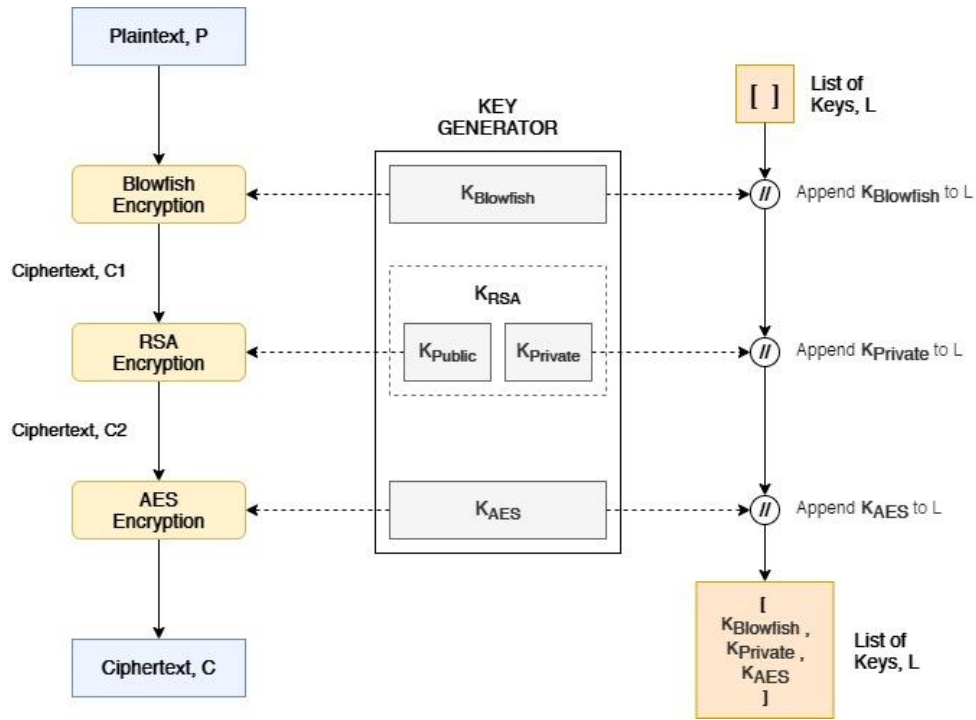 Plaintext, P
[ ]
List of
Keys, L
KEY
GENERATOR
Blowfish
Encryption
KBlowfish
//
Append KBlowfish to L
Ciphertext, C1
KRSA
RSA
Encryption
KPublic
KPrivate
//
Append KPrivate to L
Ciphertext, C2
AES
Encryption
KAES
//
Append KAES to L
[
KBlowfish ,
KPrivate ,
KAES
]
List of
Keys, L
Ciphertext, C